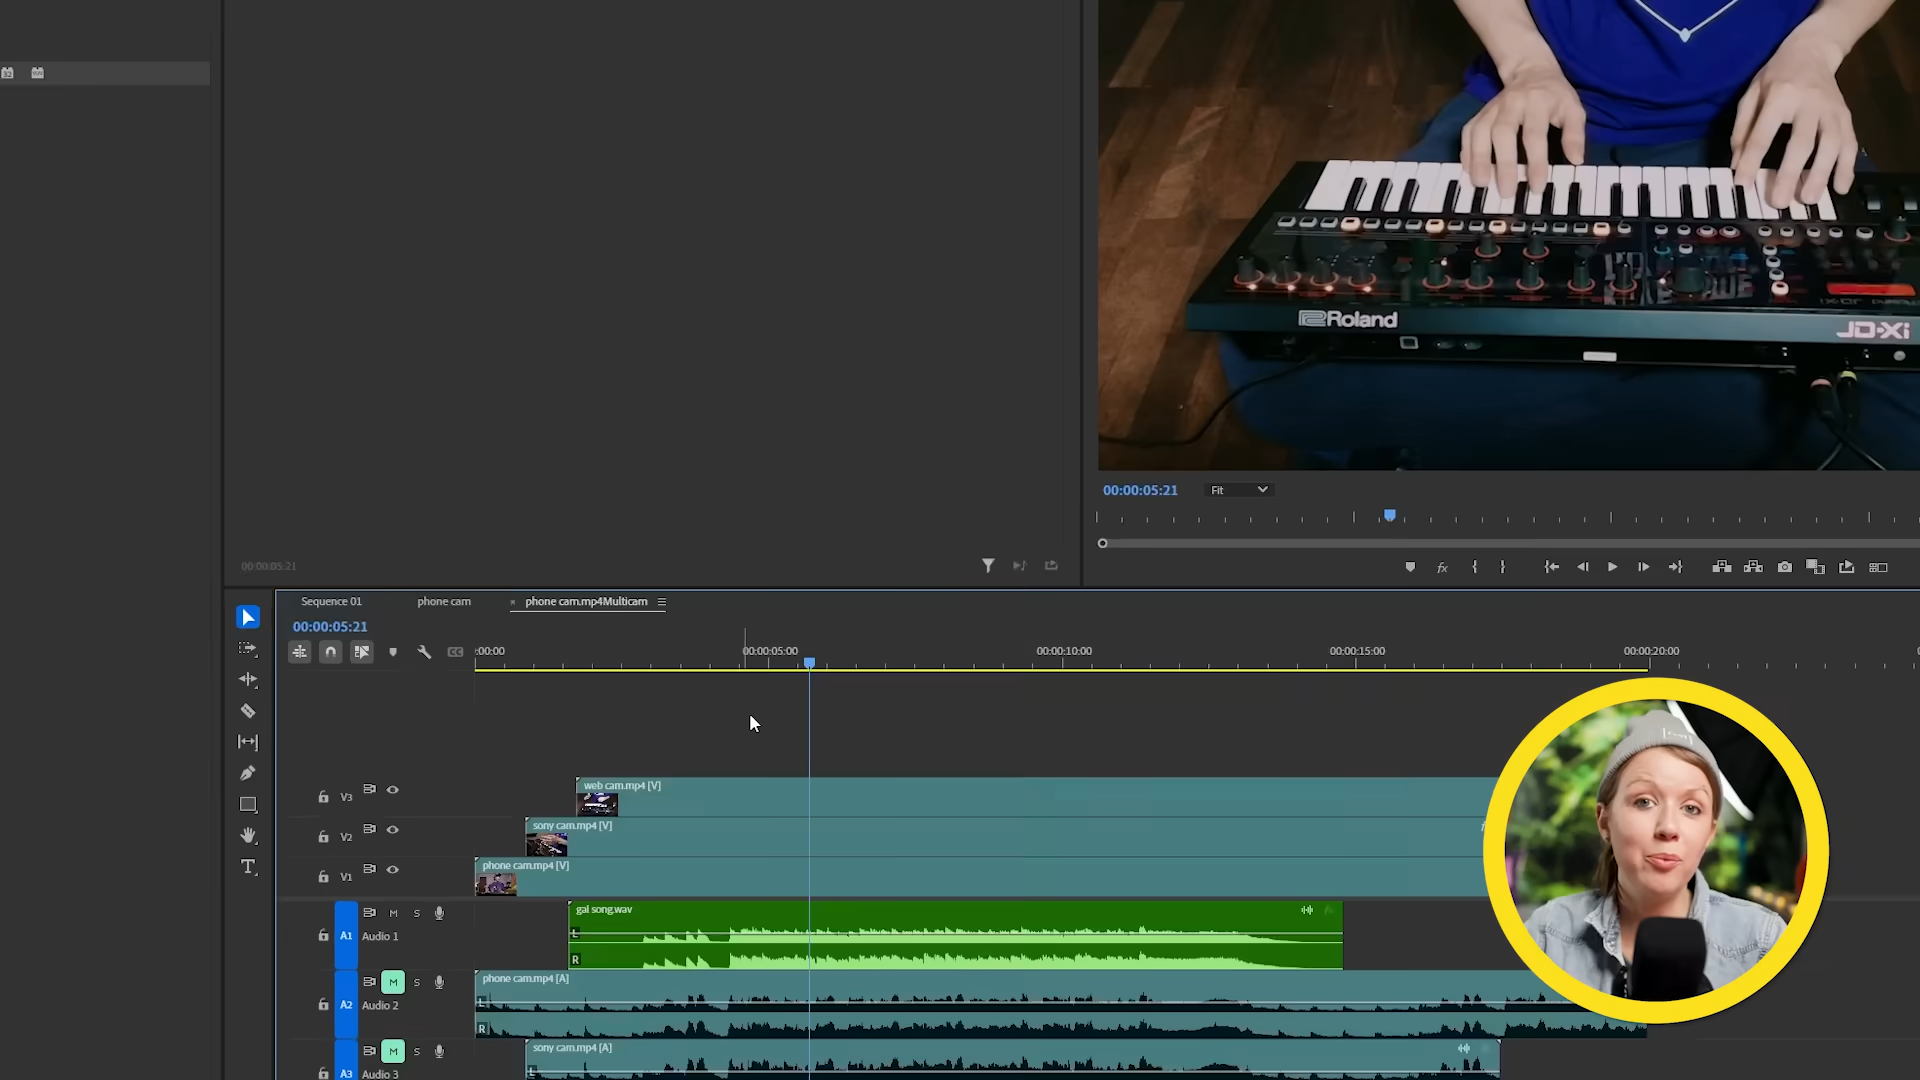 Roland
JD-Xi
00:00:05:21
Fit
00:00:05:21
Sequence 01
phone cam
phone cam.mp4Multicam
00:00:05:21
:00:00
00:00:05:00
00:00:10:00
00:00:15:00
00:00:20:00
CC
fx
web cam.mp4 [V]
V3
sony cam.mp4 [V]
V2
phone cam.mp4 [V]
V1
gal song.wav
M S
A1 Audio 1
L
R
phone cam.mp4 [A]
M S
A2 Audio 2
L
R
sony cam.mp4 [A]
M S
A3 Audio 3
L
T